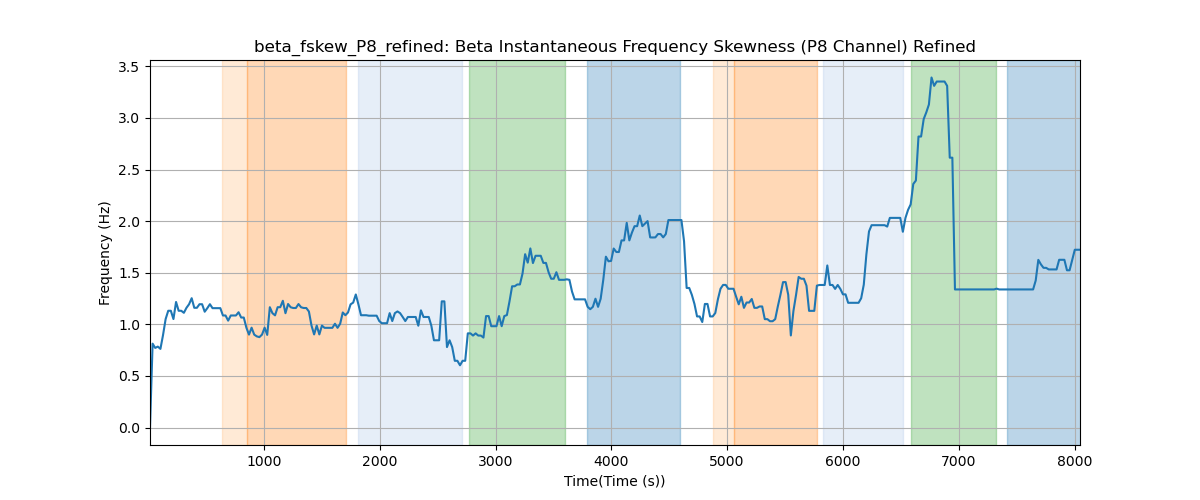 beta_fskew_P8_refined: Beta Instantaneous Frequency Skewness (P8 Channel) Refined
3.5
3.0
2.5
2.0
1.5
1.0
0.5
0.0
Frequency (Hz)
1000 2000 3000 4000 5000 6000 7000 8000
Time(Time (s))